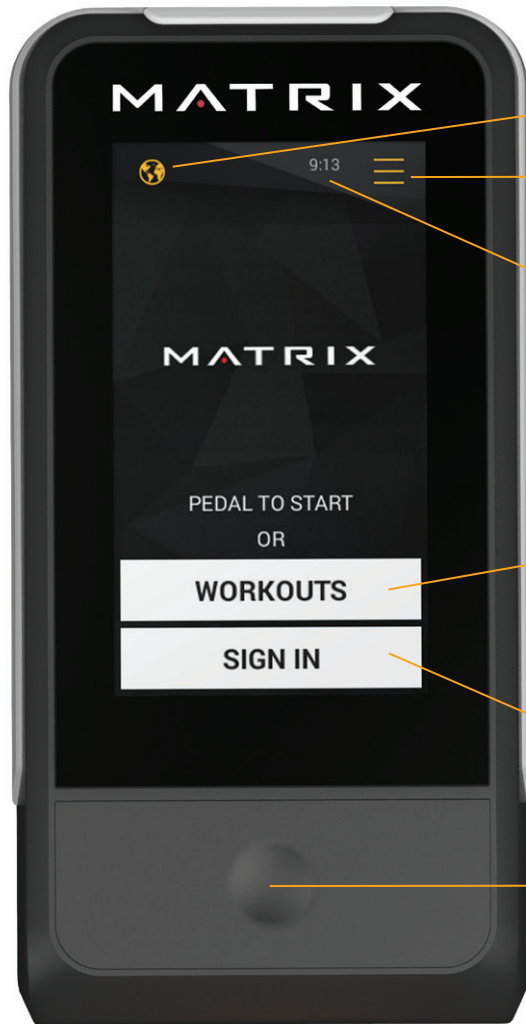 MATRIX
9:13
MATRIX
PEDAL TO START
OR
WORKOUTS
SIGN IN